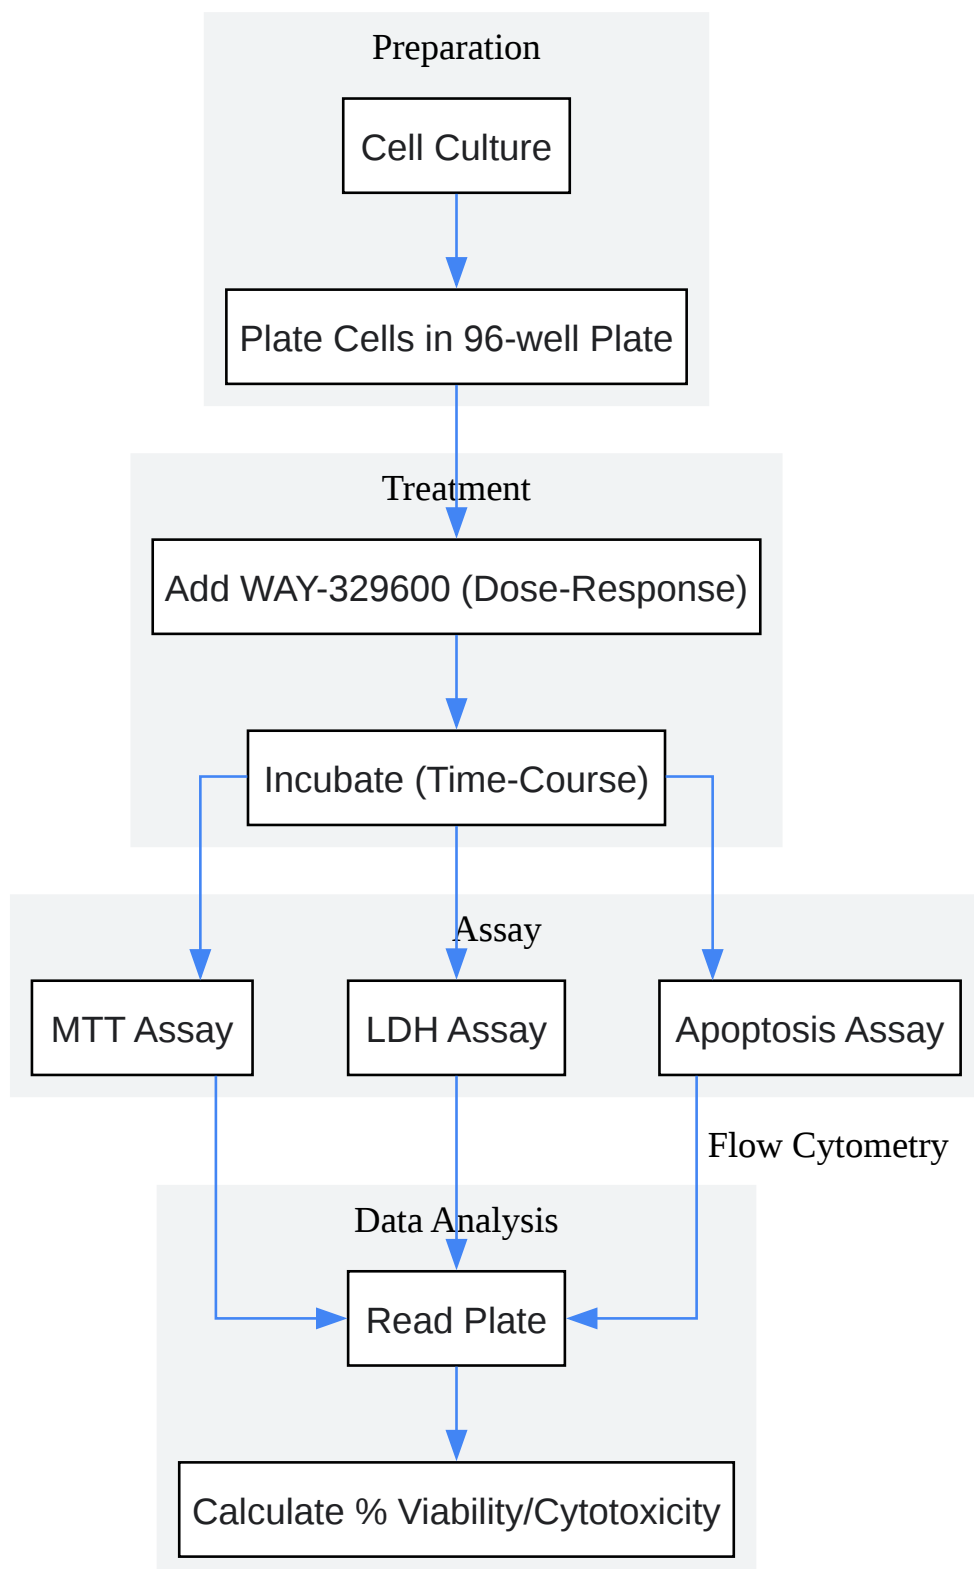 Preparation
Cell Culture
Plate Cells in 96-well Plate
Treatment
Add WAY-329600 (Dose-Response)
Incubate (Time-Course)
Assay
MTT Assay
LDH Assay
Apoptosis Assay
Flow Cytometry
Data Analysis
Read Plate
Calculate % Viability/Cytotoxicity